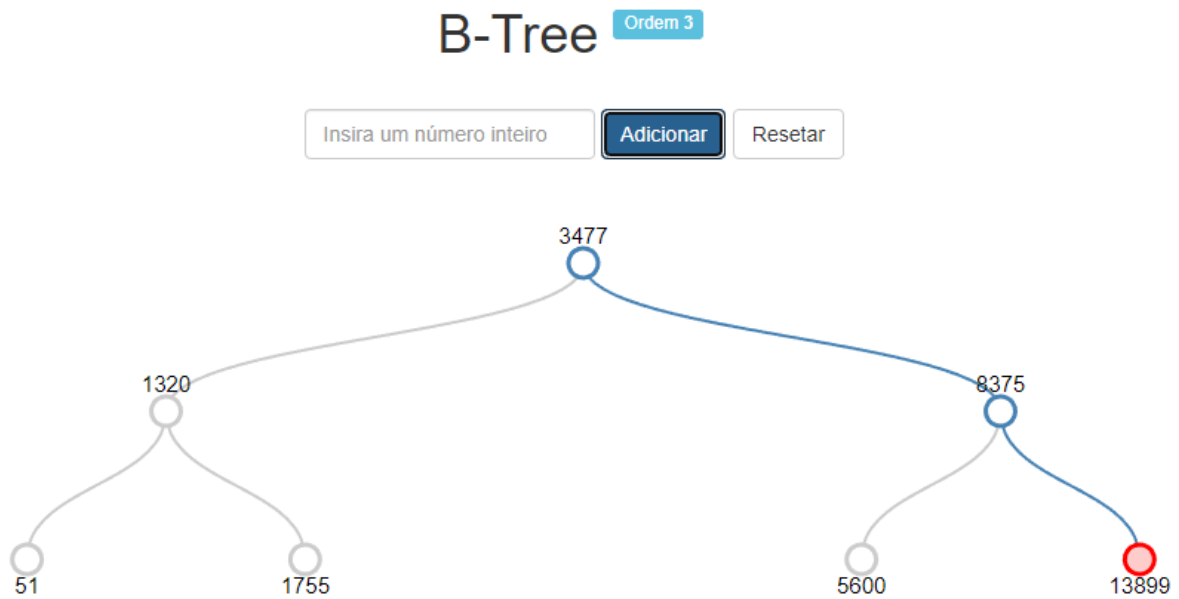 B-Tree Ordem 3
Insira um número inteiro Adicionar Resetar
3477
1320 8375
51 1755 5600 13899